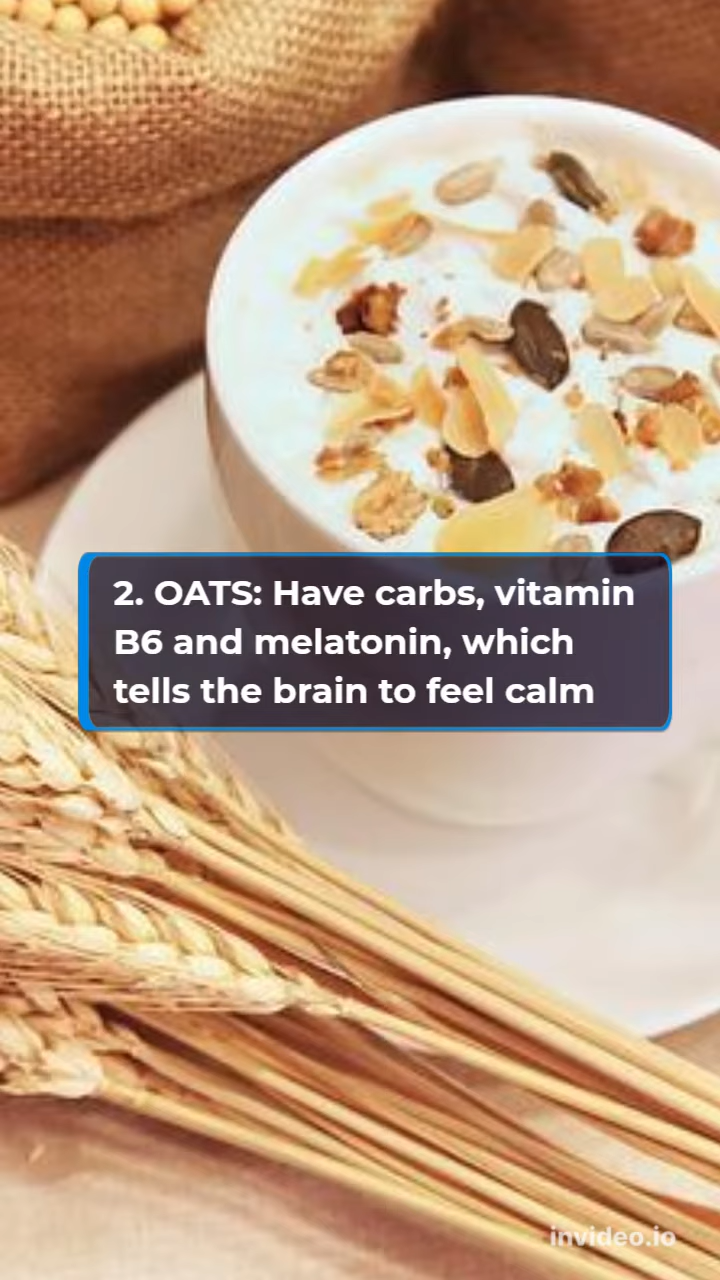 2. OATS: Have carbs, vitamin
B6 and melatonin, which
tells the brain to feel calm
invideo.io